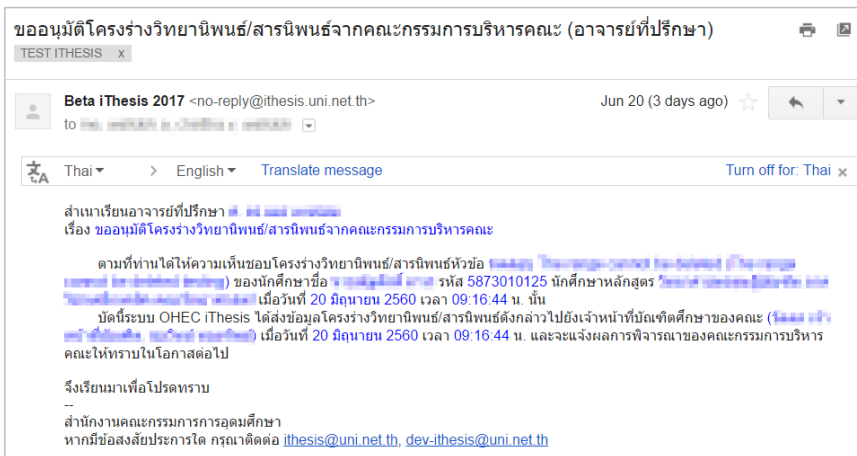 ขออนุมัติโครงร่างวิทยานิพนธ์/สารนิพนธ์จากคณะกรรมการบริหารคณะ (อาจารย์ที่ปรึกษา)
TEST ITHESIS x
Beta iThesis 2017 <no-reply@ithesis.uni.net.th>
Jun 20 (3 days ago)
to
Thai > English Translate message Turn off for: Thai x
สำเนาเรียนอาจารย์ที่ปรึกษา
เรื่อง ขออนุมัติโครงร่างวิทยานิพนธ์/สารนิพนธ์จากคณะกรรมการบริหารคณะ
ตามที่ท่านได้ให้ความเห็นชอบโครงร่างวิทยานิพนธ์/สารนิพนธ์หัวข้อ
) ของนักศึกษาชื่อ รหัส 5873010125 นักศึกษาหลักสูตร
เมื่อวันที่ 20 มิถุนายน 2560 เวลา 09:16:44 น. นั้น
บัดนี้ระบบ OHEC iThesis ได้ส่งข้อมูลโครงร่างวิทยานิพนธ์/สารนิพนธ์ดังกล่าวไปยังเจ้าหน้าที่บัณฑิตศึกษาของคณะ (
) เมื่อวันที่ 20 มิถุนายน 2560 เวลา 09:16:44 น. และจะแจ้งผลการพิจารณาของคณะกรรมการบริหาร
คณะให้ทราบในโอกาสต่อไป
จึงเรียนมาเพื่อโปรดทราบ
--
สำนักงานคณะกรรมการการอุดมศึกษา
หากมีข้อสงสัยประการใด กรุณาติดต่อ ithesis@uni.net.th, dev-ithesis@uni.net.th